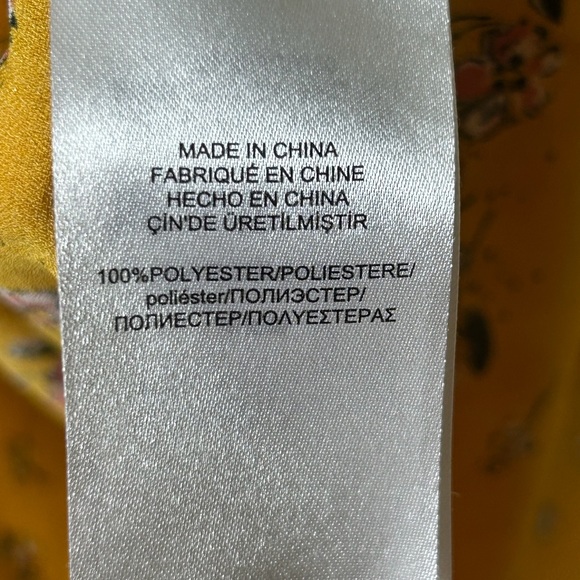 MADE IN CHINA
FABRIQUÉ EN CHINE
HECHO EN CHINA
ÇİN'DE ÜRETİLMİŞTİR
100%POLYESTER/POLIESTERE/
poliéster/ПОЛИЭСТЕР/
ПОЛИЕСТЕР/ΠΟΛΥΕΣΤΕΡΑΣ